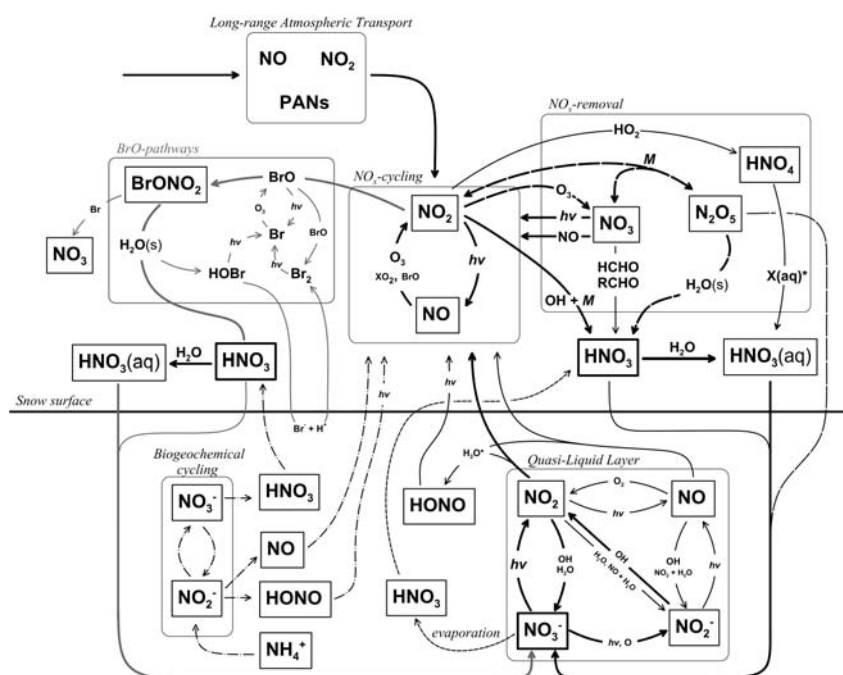 Long-range Atmospheric Transport
NO NO₂
PANs
NOₓ-removal
HO₂
HNO₄
M
O₃
NO₃
N₂O₅
hv
NO
HCHO
RCHO
H₂O(s)
X(aq)*
OH + M
HNO₃
H₂O
HNO₃(aq)
BrO-pathways
BrONO₂
BrO
Br
O₃
hv
BrO
Br
NO₃
H₂O(s)
hv
hv
HOBr
Br₂
NOₓ-cycling
NO₂
O₃
XO₂, BrO
hv
NO
HNO₃(aq)
H₂O
HNO₃
hv
hv
Snow surface
Br⁻ + H⁺
Biogeochemical
cycling
NO₃⁻
HNO₃
NO
NO₂⁻
HONO
NH₄⁺
HONO
HNO₃
evaporation
Quasi-Liquid Layer
NO₂
O₂
hv
NO
hv
OH
H₂O
OH
H₂O, NO + H₂O
OH
NO₂ + H₂O
hv
NO₃⁻
hv, O
NO₂⁻